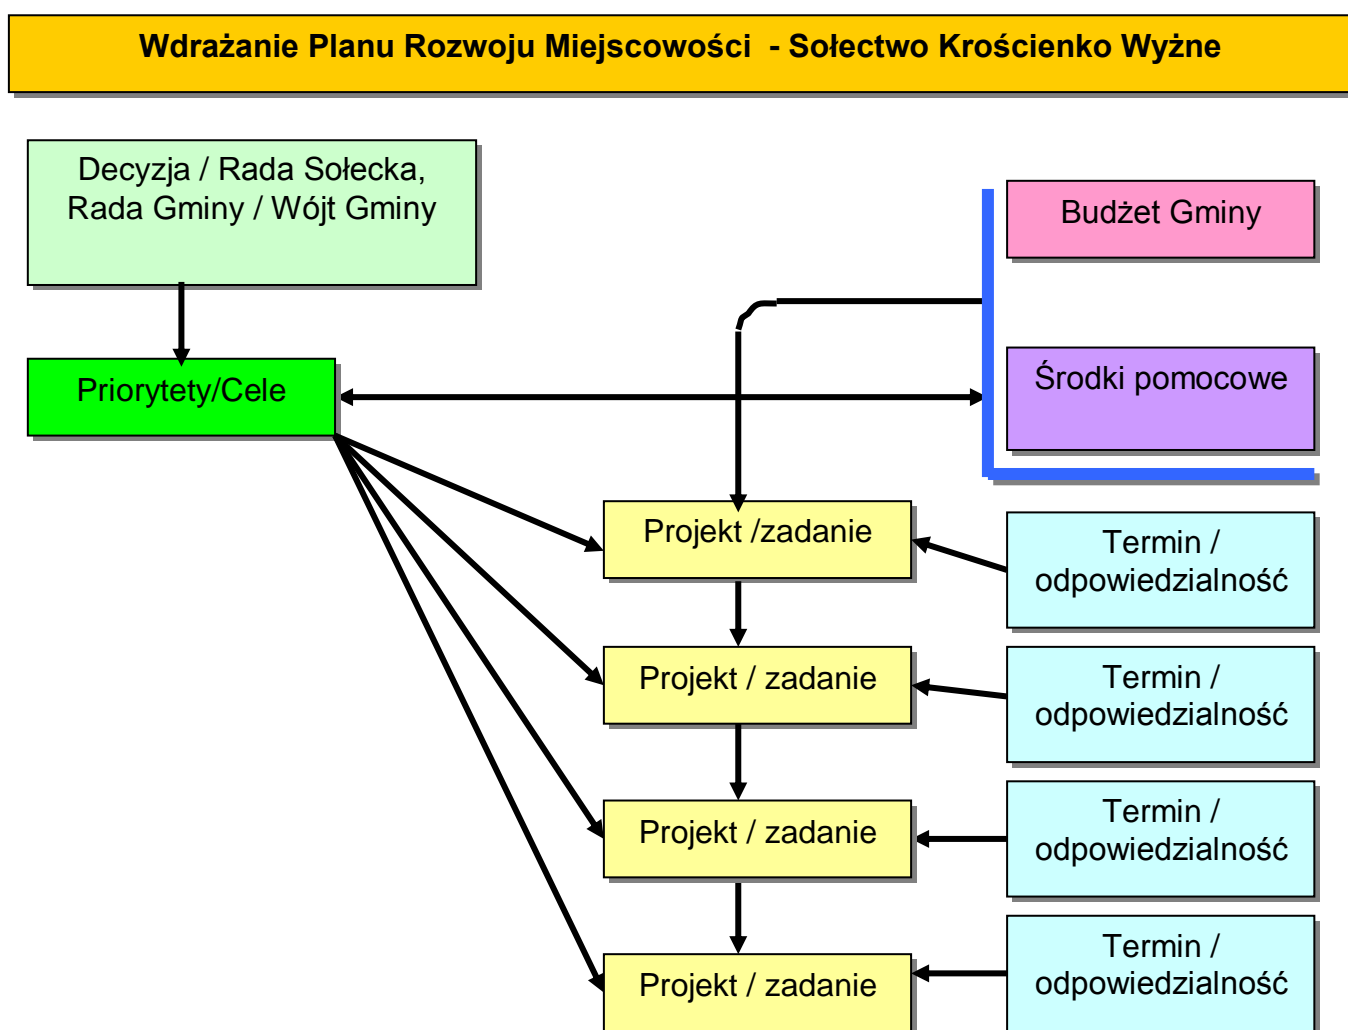 Wdrażanie Planu Rozwoju Miejscowości  - Sołectwo Krościenko Wyżne
Decyzja / Rada Sołecka,
Rada Gminy / Wójt Gminy
Budżet Gminy
Priorytety/Cele
Środki pomocowe
Projekt /zadanie
Termin /
odpowiedzialność
Projekt / zadanie
Termin /
odpowiedzialność
Projekt / zadanie
Termin /
odpowiedzialność
Projekt / zadanie
Termin /
odpowiedzialność